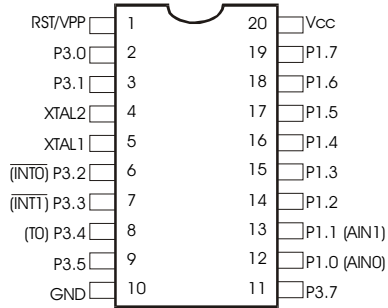 RST/VPP 1 20 Vcc
P3.0 2 19 P1.7
P3.1 3 18 P1.6
XTAL2 4 17 P1.5
XTAL1 5 16 P1.4
(INT0) P3.2 6 15 P1.3
(INT1) P3.3 7 14 P1.2
(T0) P3.4 8 13 P1.1 (AIN1)
P3.5 9 12 P1.0 (AIN0)
GND 10 11 P3.7